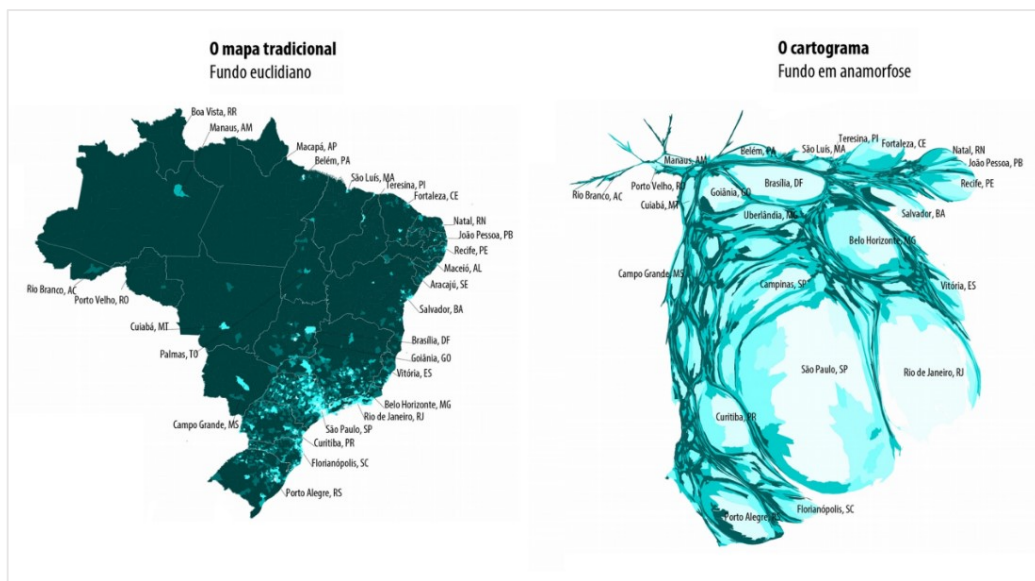 O mapa tradicional
Fundo euclidiano
Boa Vista, RR
Manaus, AM
Macapá, AP
Belém, PA
São Luís, MA
Teresina, PI
Fortaleza, CE
Natal, RN
João Pessoa, PB
Recife, PE
Maceió, AL
Aracajú, SE
Salvador, BA
Rio Branco, AC
Porto Velho, RO
Cuiabá, MT
Palmas, TO
Brasília, DF
Goiânia, GO
Vitória, ES
Belo Horizonte, MG
Rio de Janeiro, RJ
Campo Grande, MS
São Paulo, SP
Curitiba, PR
Florianópolis, SC
Porto Alegre, RS
O cartograma
Fundo em anamorfose
Teresina, PI
Fortaleza, CE
Belém, PA
São Luís, MA
Natal, RN
Manaus, AM
João Pessoa, PB
Rio Branco, AC
Porto Velho, RO
Goiânia, GO
Brasília, DF
Recife, PE
Cuiabá, MT
Uberlândia, MG
Salvador, BA
Belo Horizonte, MG
Campo Grande, MS
Campinas, SP
Vitória, ES
São Paulo, SP
Rio de Janeiro, RJ
Curitiba, PR
Florianópolis, SC
Porto Alegre, RS